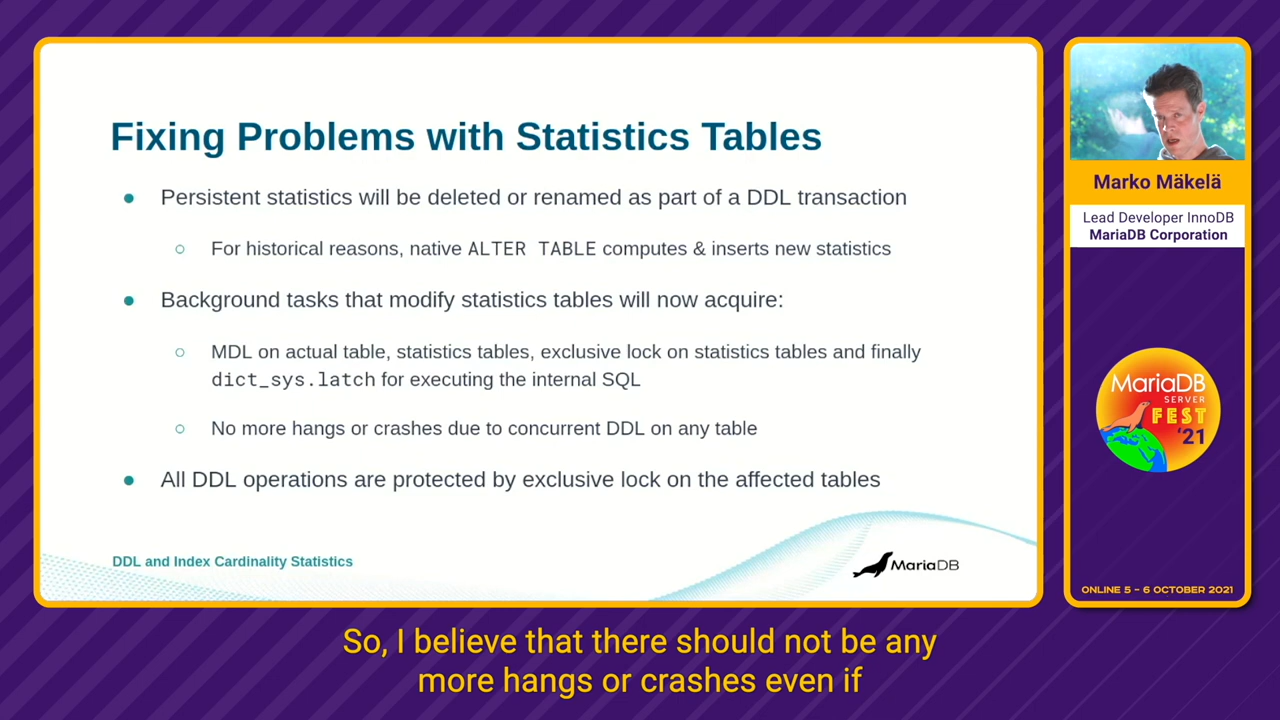 Fixing Problems with Statistics Tables
● Persistent statistics will be deleted or renamed as part of a DDL transaction
○ For historical reasons, native ALTER TABLE computes & inserts new statistics
● Background tasks that modify statistics tables will now acquire:
○ MDL on actual table, statistics tables, exclusive lock on statistics tables and finally
dict_sys.latch for executing the internal SQL
○ No more hangs or crashes due to concurrent DDL on any table
● All DDL operations are protected by exclusive lock on the affected tables
DDL and Index Cardinality Statistics
MariaDB
Marko Mäkelä
Lead Developer InnoDB
MariaDB Corporation
MariaDB
SERVER
FEST
'21
ONLINE 5 – 6 OCTOBER 2021
So, I believe that there should not be any
more hangs or crashes even if